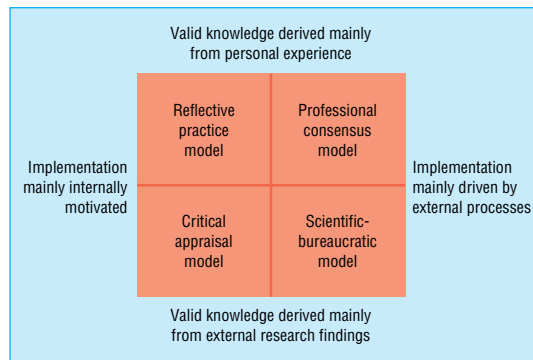 Valid knowledge derived mainly
from personal experience
Reflective
practice
model
Professional
consensus
model
Implementation
mainly internally
motivated
Implementation
mainly driven by
external processes
Critical
appraisal
model
Scientific-
bureaucratic
model
Valid knowledge derived mainly
from external research findings